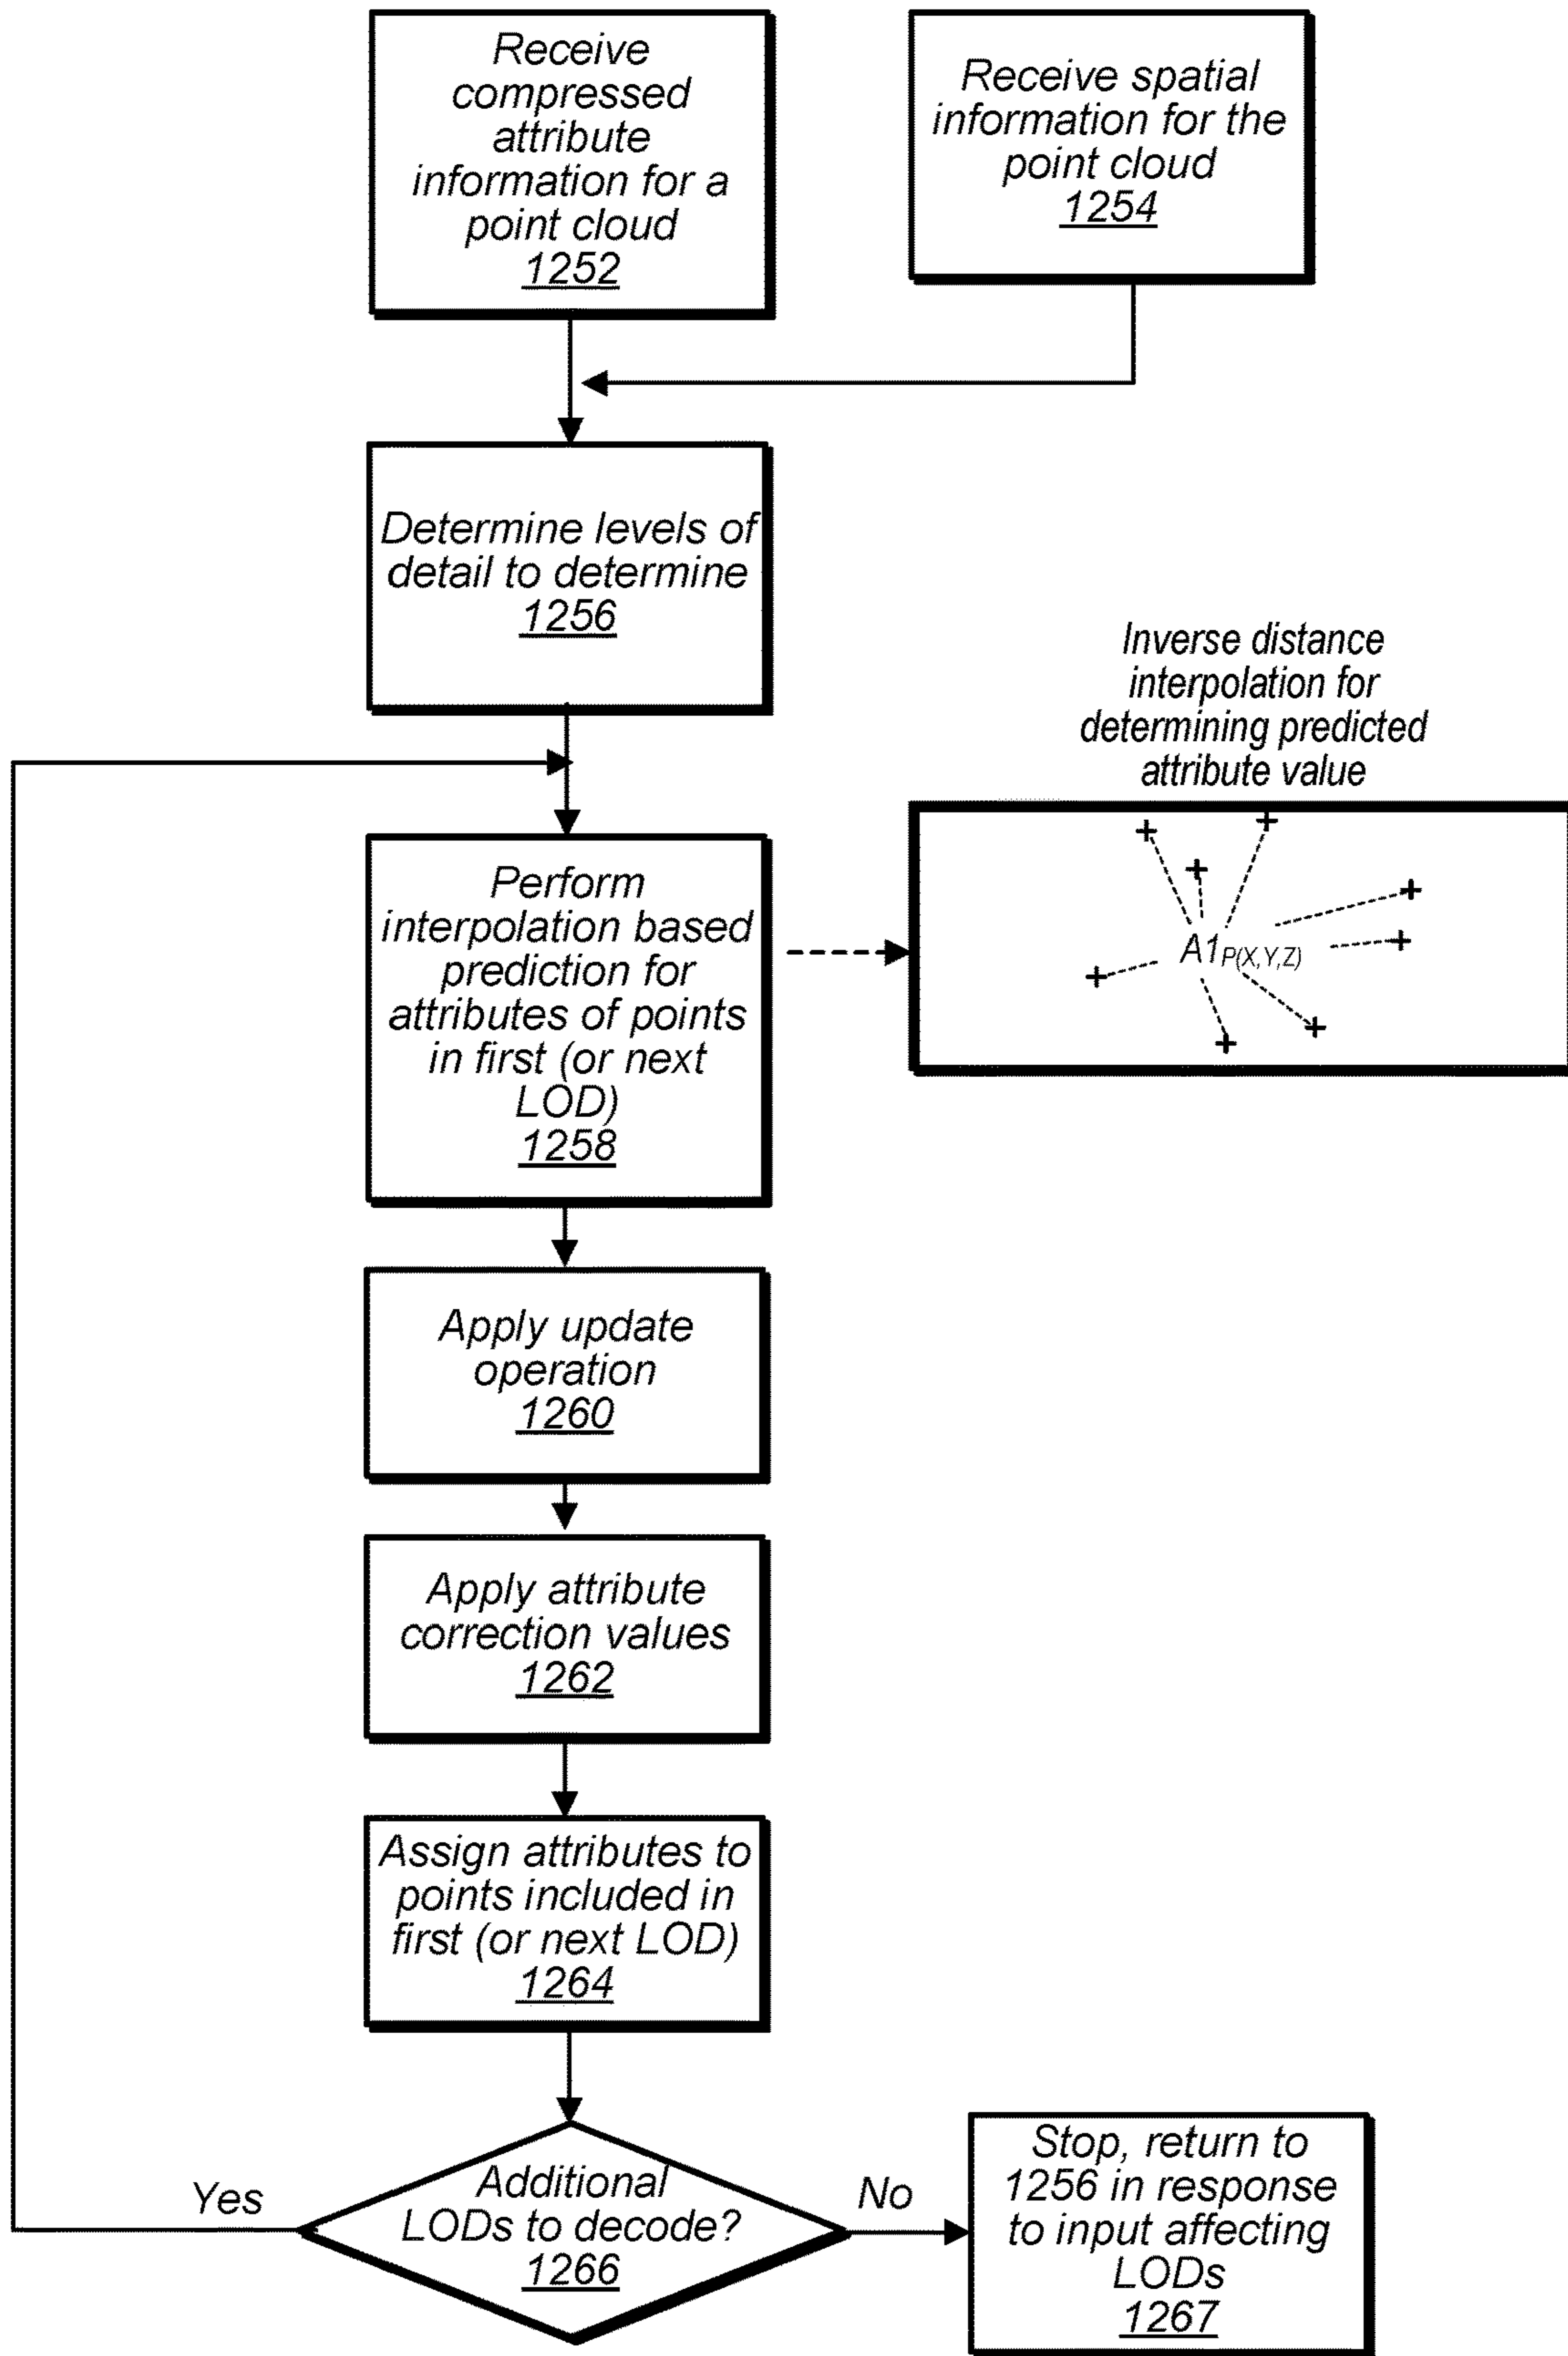 Receive
compressed
attribute
information for a
point cloud
1252
Receive spatial
information for the
point cloud
1254
Determine levels of
detail to determine
1256
Inverse distance
interpolation for
determining predicted
attribute value
Perform
interpolation based
prediction for
attributes of points
in first (or next
LOD)
1258
A1P(X,Y,Z)
Apply update
operation
1260
Apply attribute
correction values
1262
Assign attributes to
points included in
first (or next LOD)
1264
Yes
Additional
LODs to decode?
1266
No
Stop, return to
1256 in response
to input affecting
LODs
1267